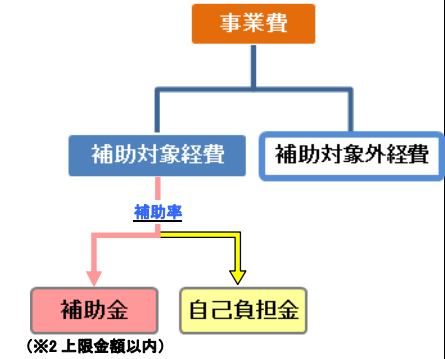 事業費
補助対象経費
補助対象外経費
補助率
補助金
自己負担金
(※2 上限金額以内)